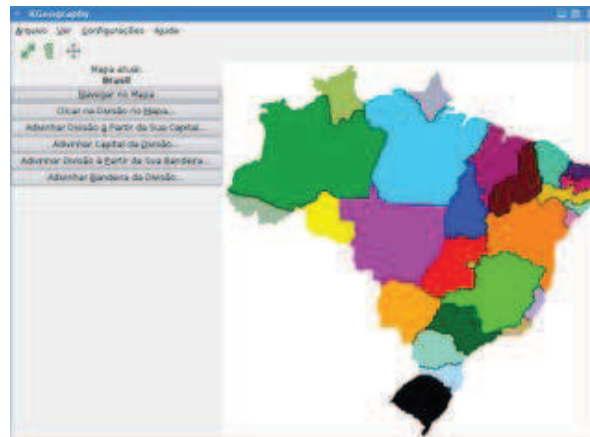 KGeography
Arquivo Ver Configurações Ajuda
Mapa atual:
Brasil
Navegar no Mapa
Clicar na Divisão no Mapa...
Adivinhar Divisão à Partir da Sua Capital...
Adivinhar Capital da Divisão...
Adivinhar Divisão à Partir da Sua Bandeira...
Adivinhar Bandeira da Divisão...